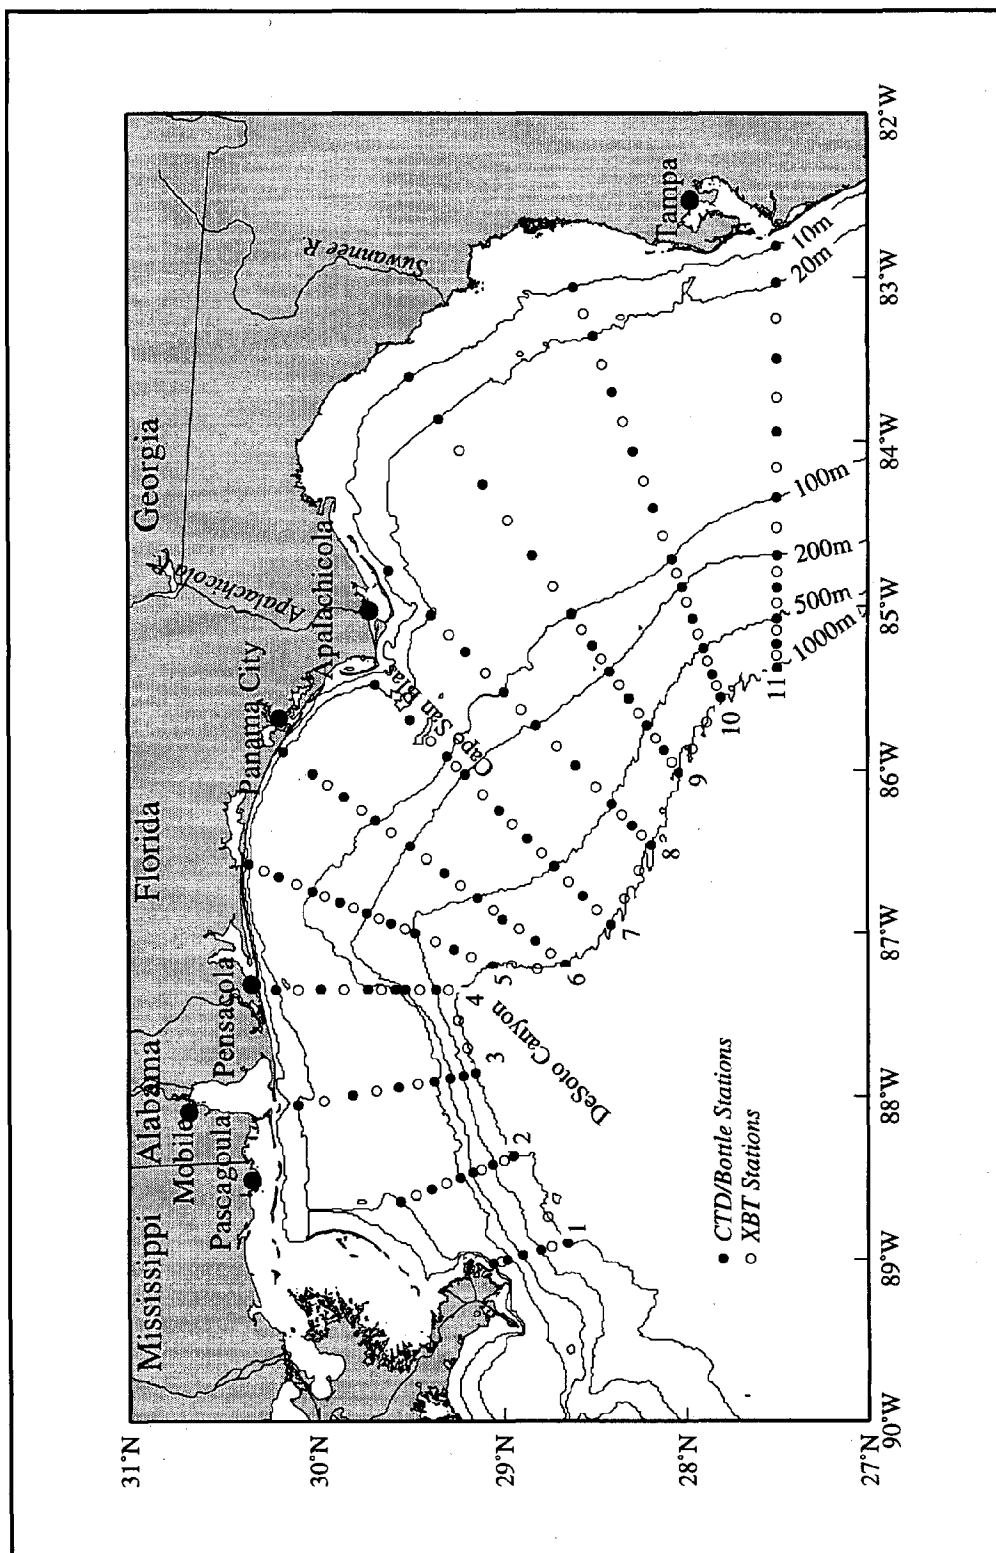 Mississippi
Alabama
Florida
Georgia
Mobile
Pascagoula
Pensacola
Panama City
Apalachicola
Apalachicola R.
Suwannee R.
Tampa
Cape San Blas
DeSoto Canyon
10m
20m
100m
200m
500m
1000m
1
2
3
4
5
6
7
8
9
10
11
CTD/Bottle Stations
XBT Stations
31°N
30°N
29°N
28°N
27°N
90°W
89°W
88°W
87°W
86°W
85°W
84°W
83°W
82°W